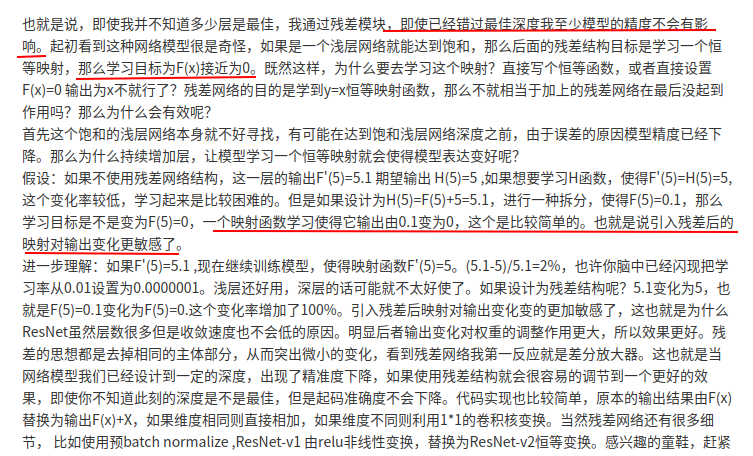 也就是说，即使我并不知道多少层是最佳，我通过残差模块，即使已经错过最佳深度我至少模型的精度不会有影
响。起初看到这种网络模型很是奇怪，如果是一个浅层网络就能达到饱和，那么后面的残差结构目标是学习一个恒
等映射，那么学习目标为F(x)接近为0。既然这样，为什么要去学习这个映射？直接写个恒等函数，或者直接设置
F(x)=0 输出为x不就行了？残差网络的目的是学到y=x恒等映射函数，那么不就相当于加上的残差网络在最后没起到
作用吗？那么为什么会有效呢？
首先这个饱和的浅层网络本身就不好寻找，有可能在达到饱和浅层网络深度之前，由于误差的原因模型精度已经下
降。那么为什么持续增加层，让模型学习一个恒等映射就会使得模型表达变好呢？
假设：如果不使用残差网络结构，这一层的输出F'(5)=5.1 期望输出 H(5)=5 ,如果想要学习H函数，使得F'(5)=H(5)=5,
这个变化率较低，学习起来是比较困难的。但是如果设计为H(5)=F(5)+5=5.1，进行一种拆分，使得F(5)=0.1，那么
学习目标是不是变为F(5)=0，一个映射函数学习使得它输出由0.1变为0，这个是比较简单的。也就是说引入残差后的
映射对输出变化更敏感了。
进一步理解：如果F'(5)=5.1 ,现在继续训练模型，使得映射函数F'(5)=5。(5.1-5)/5.1=2%，也许你脑中已经闪现把学
习率从0.01设置为0.0000001。浅层还好用，深层的话可能就不太好使了。如果设计为残差结构呢？5.1变化为5，也
就是F(5)=0.1变化为F(5)=0.这个变化率增加了100%。引入残差后映射对输出变化变的更加敏感了，这也就是为什么
ResNet虽然层数很多但是收敛速度也不会低的原因。明显后者输出变化对权重的调整作用更大，所以效果更好。残
差的思想都是去掉相同的主体部分，从而突出微小的变化，看到残差网络我第一反应就是差分放大器。这也就是当
网络模型我们已经设计到一定的深度，出现了精准度下降，如果使用残差结构就会很容易的调节到一个更好的效
果，即使你不知道此刻的深度是不是最佳，但是起码准确度不会下降。代码实现也比较简单，原本的输出结果由F(x)
替换为输出F(x)+X，如果维度相同则直接相加，如果维度不同则利用1*1的卷积核变换。当然残差网络还有很多细
节， 比如使用预batch normalize ,ResNet-v1 由relu非线性变换，替换为ResNet-v2恒等变换。感兴趣的童鞋，赶紧